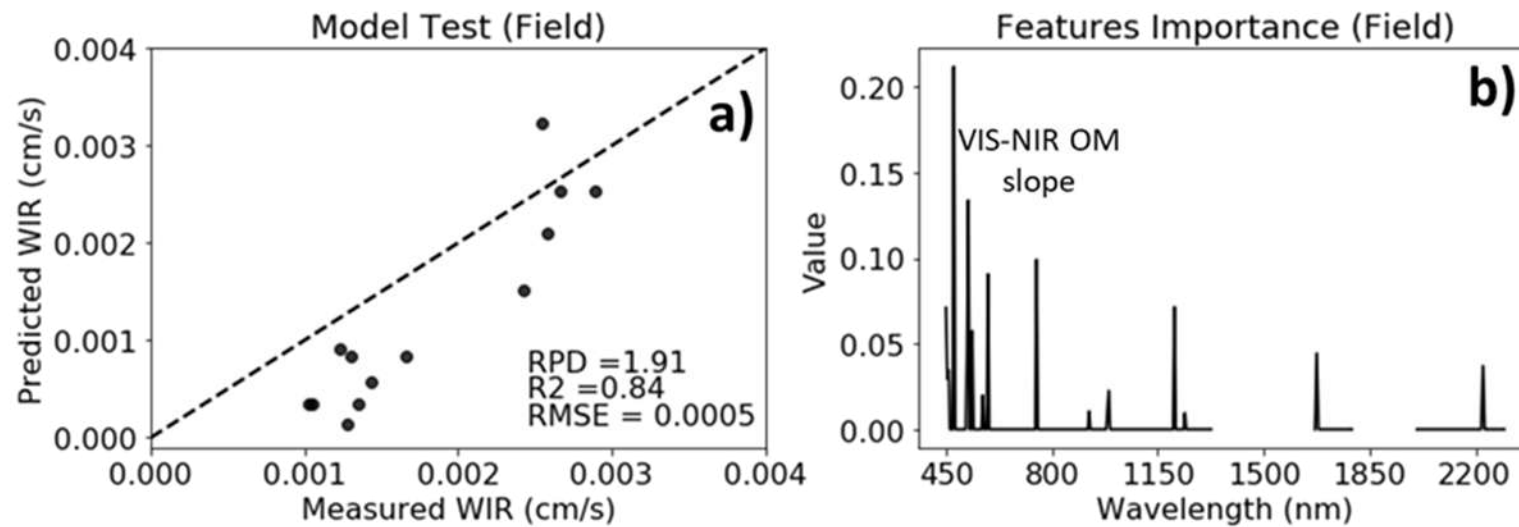 Model Test (Field)
Predicted WIR (cm/s)
0.004
0.003
0.002
0.001
0.000
a)
RPD =1.91
R2 =0.84
RMSE = 0.0005
0.000 0.001 0.002 0.003 0.004
Measured WIR (cm/s)
Features Importance (Field)
Value
0.20
0.15
0.10
0.05
0.00
b)
VIS-NIR OM
slope
450 800 1150 1500 1850 2200
Wavelength (nm)